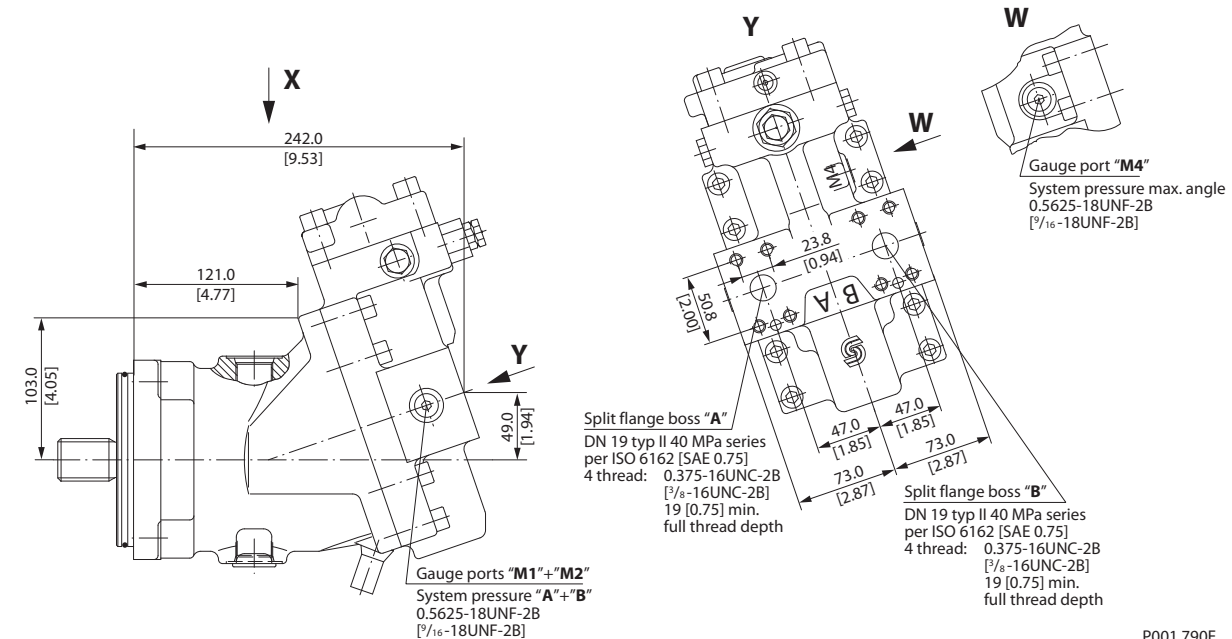 X
242.0
[9.53]
121.0
[4.77]
103.0
[4.05]
Y
49.0
[1.94]
Gauge ports “M1”+”M2”
System pressure “A”+”B”
0.5625-18UNF-2B
[9/16-18UNF-2B]
Y
W
M4
23.8
[0.94]
50.8
[2.00]
B A
47.0
[1.85]
47.0
[1.85]
73.0
[2.87]
73.0
[2.87]
Split flange boss “A”
DN 19 typ II 40 MPa series
per ISO 6162 [SAE 0.75]
4 thread: 0.375-16UNC-2B
[3/8-16UNC-2B]
19 [0.75] min.
full thread depth
Split flange boss “B”
DN 19 typ II 40 MPa series
per ISO 6162 [SAE 0.75]
4 thread: 0.375-16UNC-2B
[3/8-16UNC-2B]
19 [0.75] min.
full thread depth
W
Gauge port “M4”
System pressure max. angle
0.5625-18UNF-2B
[9/16-18UNF-2B]
P001 790E